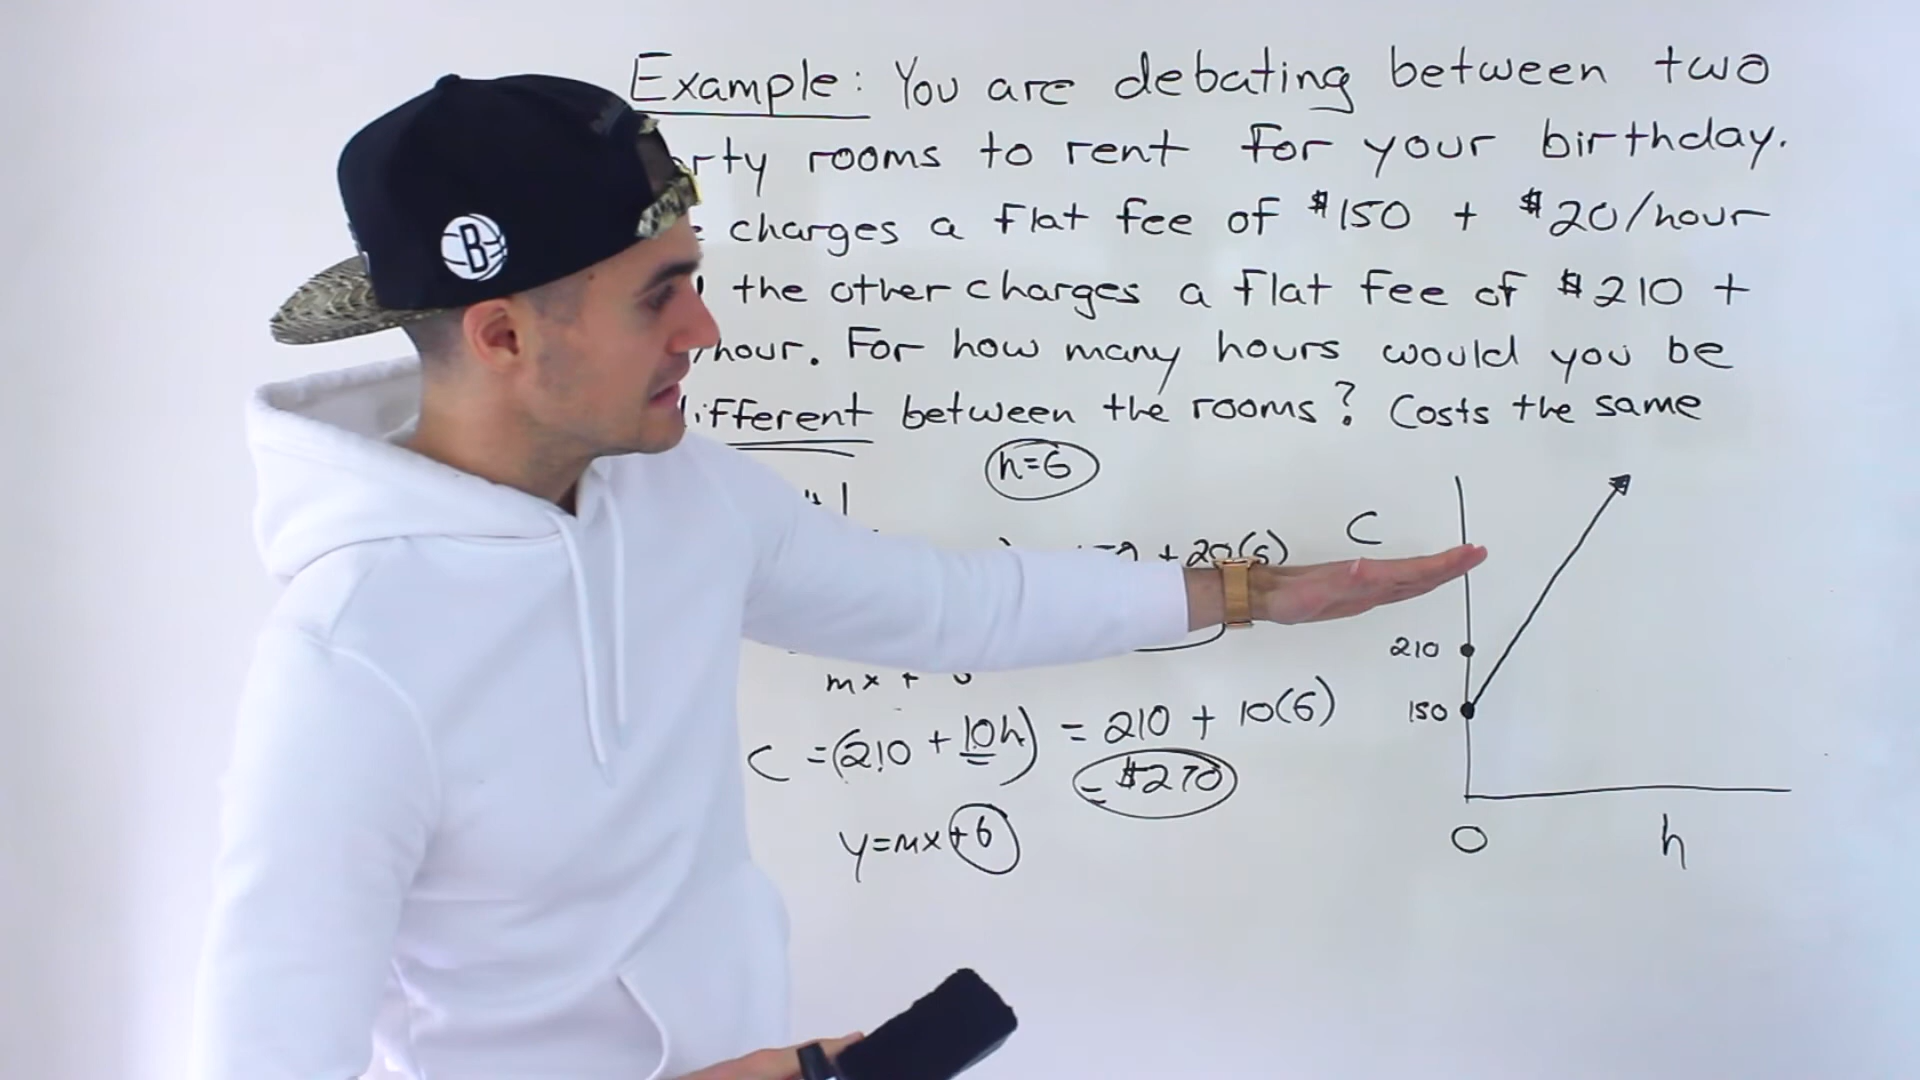 Example: You are debating between two
rooms to rent for your birthday.
charges a flat fee of $150 + $20/hour
the other charges a flat fee of $210 +
/hour. For how many hours would you be
between the rooms? Costs the same
h=6
C
+ 20(6)
210
mx +
150
C = (210 + 10h) = 210 + 10(6)
= $270
y=mx+b
0 h
B